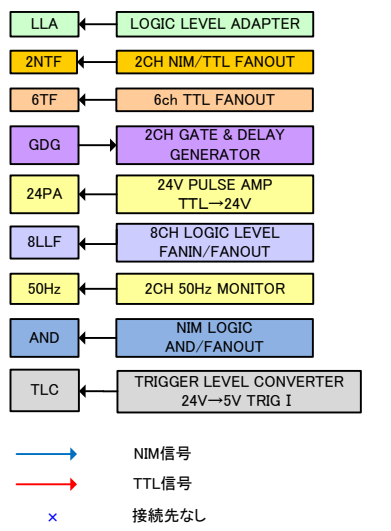 LLA
LOGIC LEVEL ADAPTER
2NTF
2CH NIM/TTL FANOUT
6TF
6ch TTL FANOUT
GDG
2CH GATE & DELAY
GENERATOR
24PA
24V PULSE AMP
TTL→24V
8LLF
8CH LOGIC LEVEL
FANIN/FANOUT
50Hz
2CH 50Hz MONITOR
AND
NIM LOGIC
AND/FANOUT
TLC
TRIGGER LEVEL CONVERTER
24V→5V TRIG I
NIM信号
TTL信号
× 接続先なし